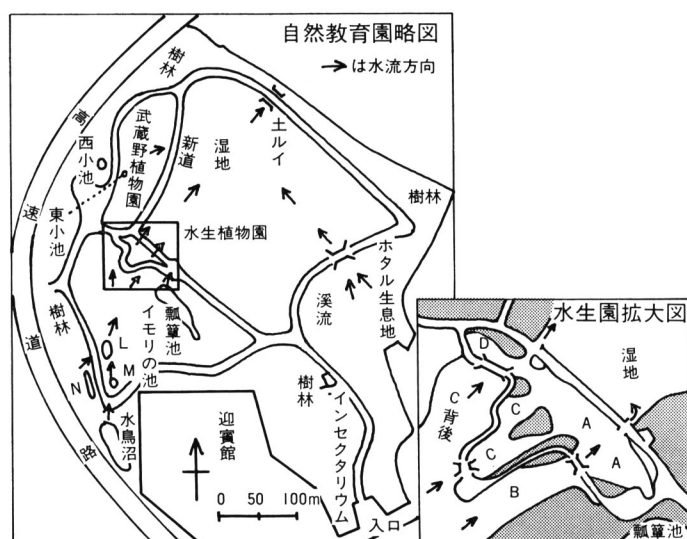 自然教育園略図
→は水流方向
樹林
高速道路
西小池
武蔵野植物園
新道
湿地
土ルイ
東小池
水生植物園
樹林
ホタル生息地
渓流
樹林
イモリの池
瓢簞池
L
M
N
水鳥沼
迎賓館
樹林
インセクタリウム
0 50 100m
入口
水生園拡大図
D
湿地
C背後
C
A
C
A
B
瓢簞池